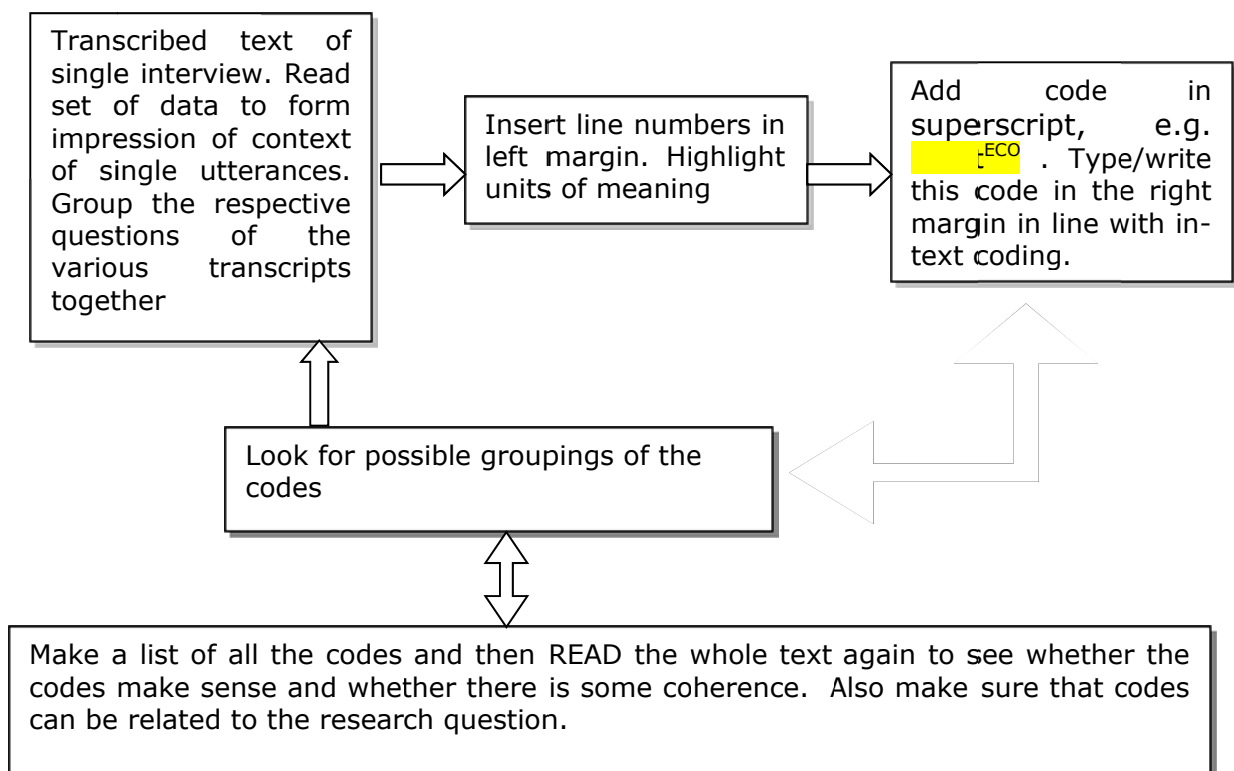 Transcribed text of
single interview. Read
set of data to form
impression of context
of single utterances.
Group the respective
questions of the
various transcripts
together
Insert line numbers in
left margin. Highlight
units of meaning
Add code in
superscript, e.g.
tECO . Type/write
this code in the right
margin in line with in-
text coding.
Look for possible groupings of the
codes
Make a list of all the codes and then READ the whole text again to see whether the
codes make sense and whether there is some coherence. Also make sure that codes
can be related to the research question.